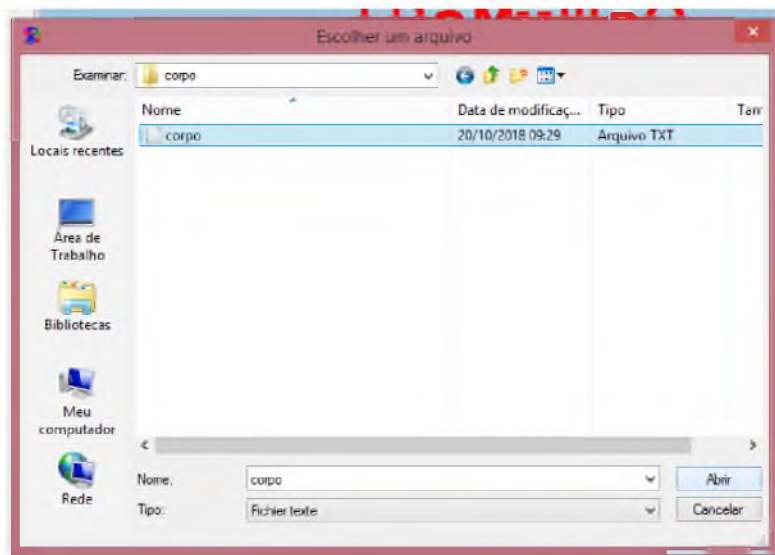 Escolher um arquivo
Examinar: corpo
Nome Data de modificaç... Tipo Tam
corpo 20/10/2018 09:29 Arquivo TXT
Locais recentes
Área de
Trabalho
Bibliotecas
Meu
computador
Rede
Nome: corpo Abrir
Tipo: Fichier texte Cancelar